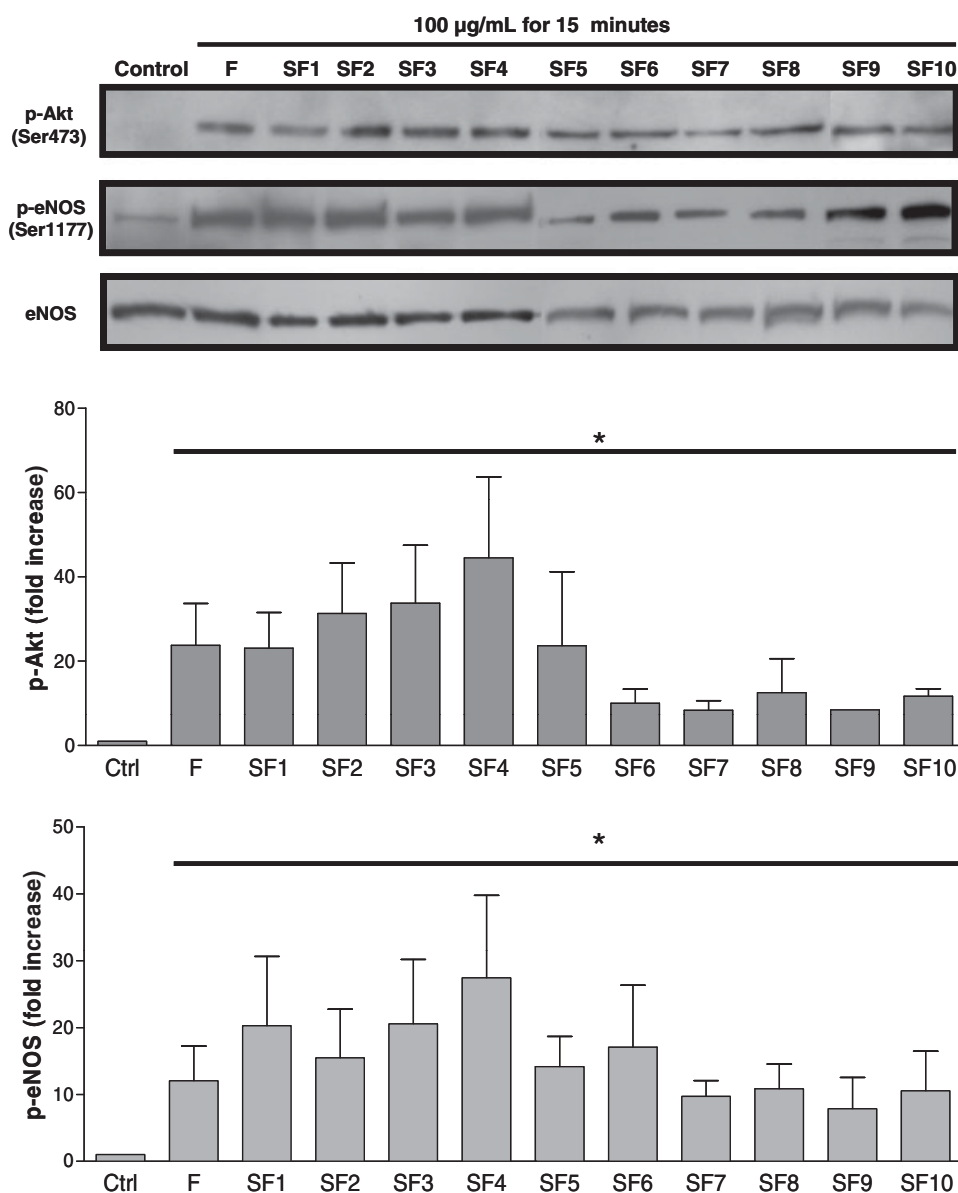 100 µg/mL for 15 minutes
Control F SF1 SF2 SF3 SF4 SF5 SF6 SF7 SF8 SF9 SF10
p-Akt
(Ser473)
p-eNOS
(Ser1177)
eNOS
p-Akt (fold increase)
80
60
40
20
0
*
Ctrl F SF1 SF2 SF3 SF4 SF5 SF6 SF7 SF8 SF9 SF10
p-eNOS (fold increase)
50
40
30
20
10
0
*
Ctrl F SF1 SF2 SF3 SF4 SF5 SF6 SF7 SF8 SF9 SF10